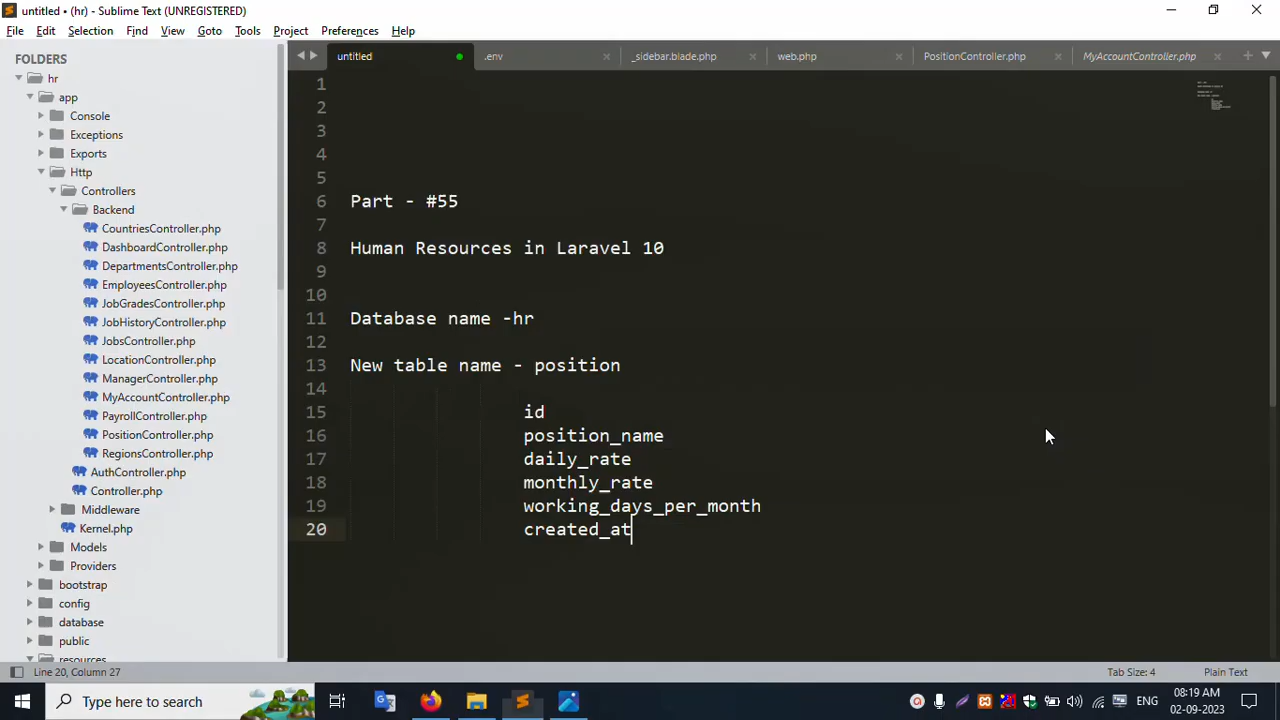 untitled • (hr) - Sublime Text (UNREGISTERED)
File Edit Selection Find View Goto Tools Project Preferences Help
FOLDERS
hr
app
Console
Exceptions
Exports
Http
Controllers
Backend
CountriesController.php
DashboardController.php
DepartmentsController.php
EmployeesController.php
JobGradesController.php
JobHistoryController.php
JobsController.php
LocationController.php
ManagerController.php
MyAccountController.php
PayrollController.php
PositionController.php
RegionsController.php
AuthController.php
Controller.php
Middleware
Kernel.php
Models
Providers
bootstrap
config
database
public
resources
untitled .env _sidebar.blade.php web.php PositionController.php MyAccountController.php
1
2
3
4
5
6 Part - #55
7
8 Human Resources in Laravel 10
9
10
11 Database name -hr
12
13 New table name - position
14
15 id
16 position_name
17 daily_rate
18 monthly_rate
19 working_days_per_month
20 created_at
Line 20, Column 27 Tab Size: 4 Plain Text
Type here to search ENG 08:19 AM
02-09-2023